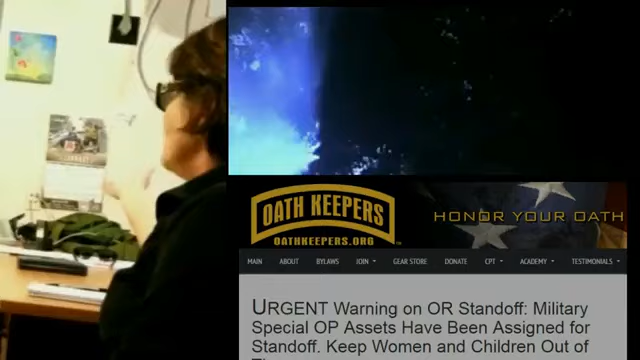 OATH KEEPERS
OATHKEEPERS.ORG
HONOR YOUR OATH
MAIN ABOUT BYLAWS JOIN GEAR STORE DONATE CPT ACADEMY TESTIMONIALS
URGENT Warning on OR Standoff: Military
Special OP Assets Have Been Assigned for
Standoff. Keep Women and Children Out of